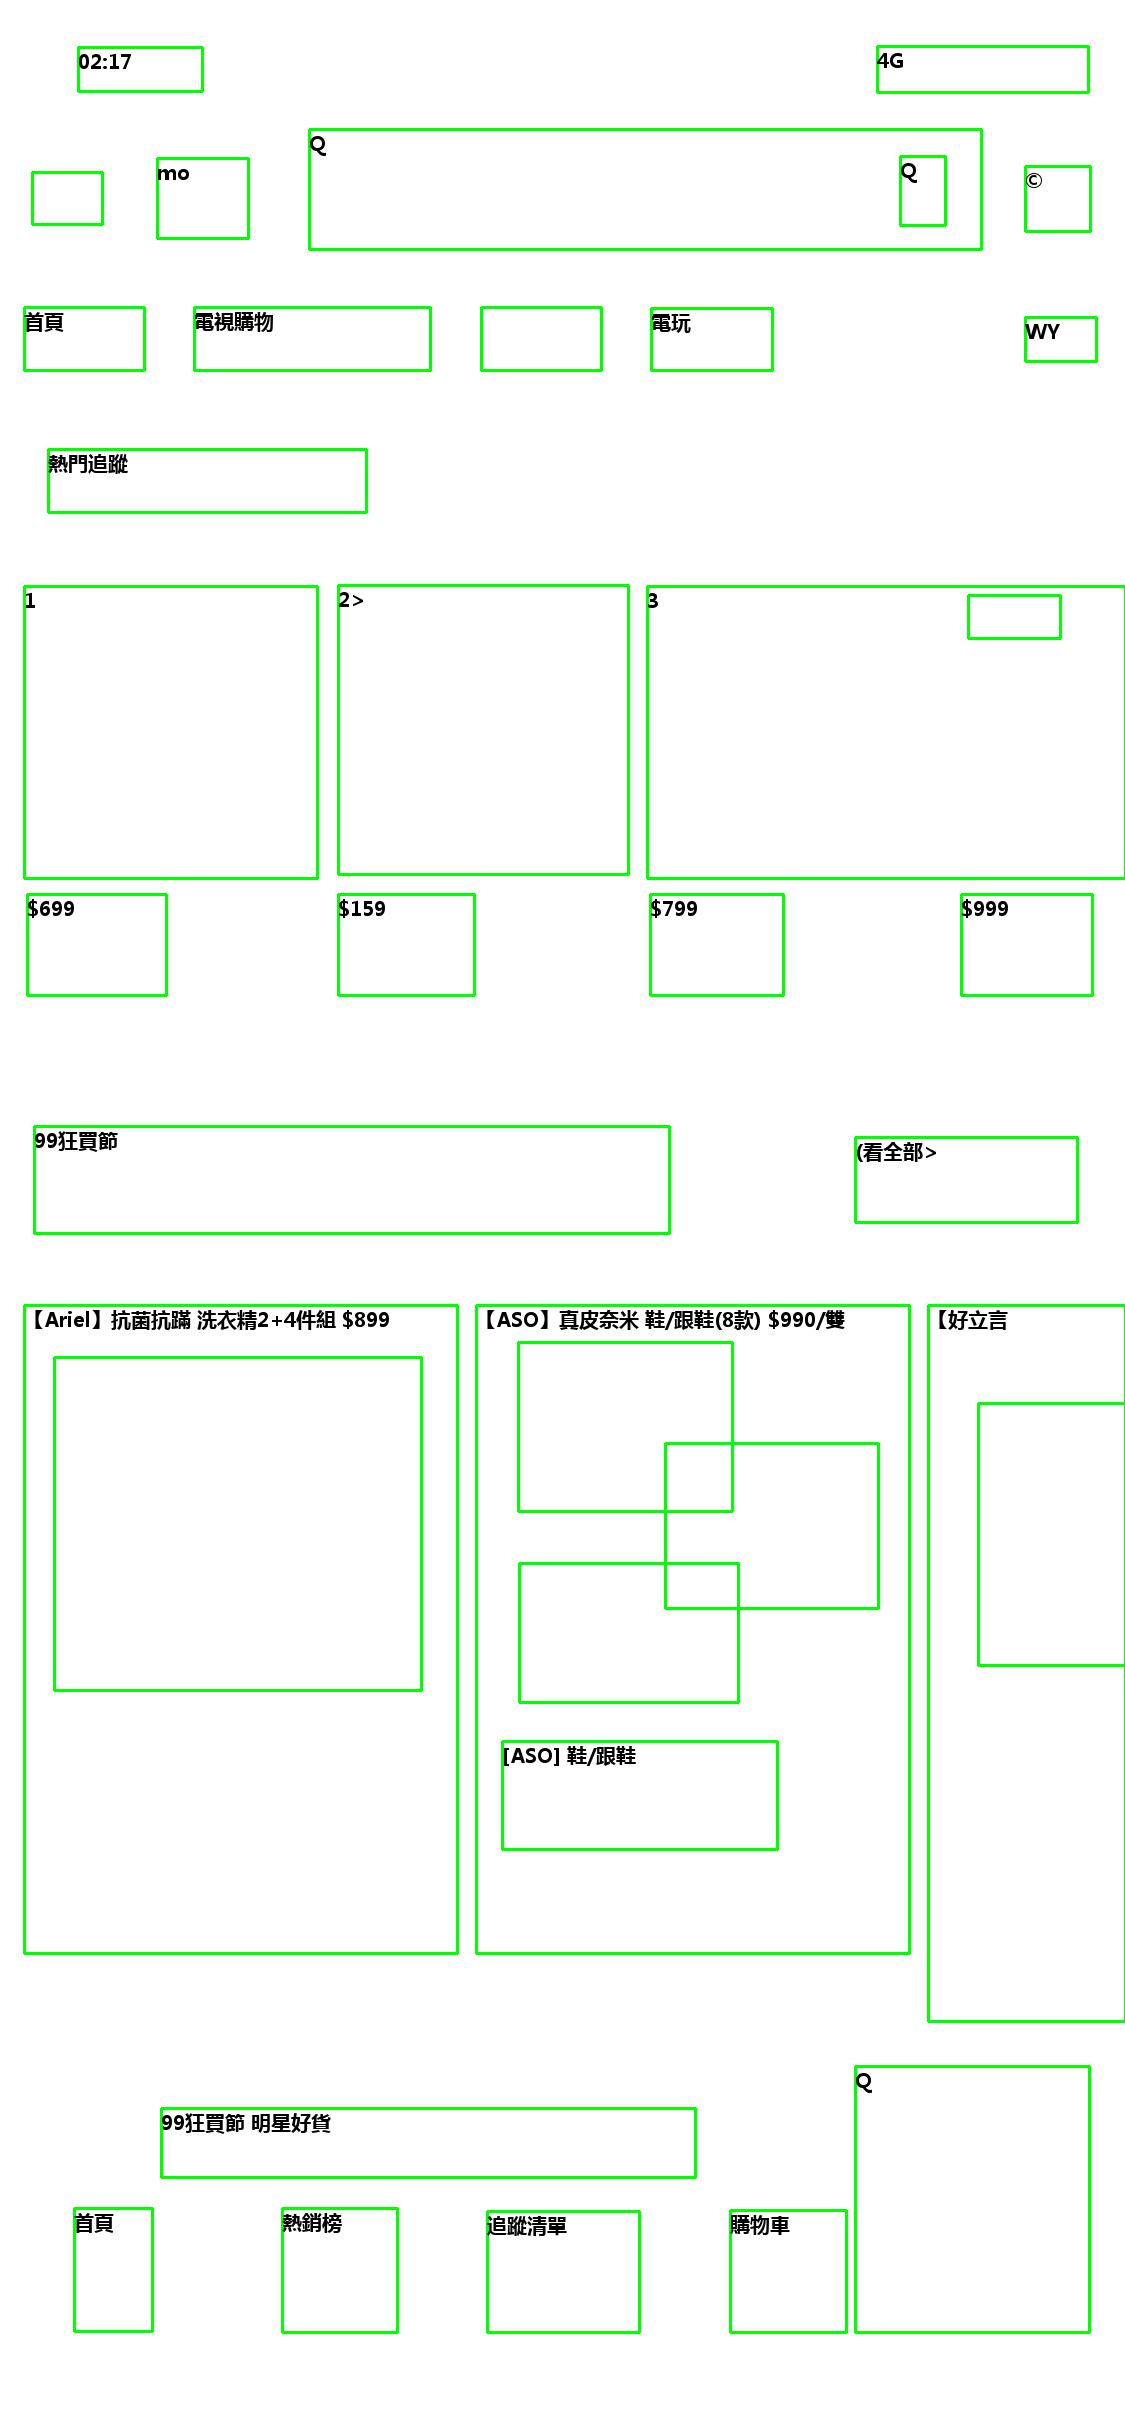 02:17
4G
mo
Q
Q
©
首頁
電視購物
電玩
WY
熱門追蹤
1
2>
3
$699
$159
$799
$999
99狂買節
(看全部>
【Ariel】抗菌抗蹣 洗衣精2+4件組 $899
【ASO】真皮奈米 鞋/跟鞋(8款) $990/雙
【好立言
[ASO] 鞋/跟鞋
Q
99狂買節 明星好貨
首頁
熱銷榜
追蹤清單
購物車